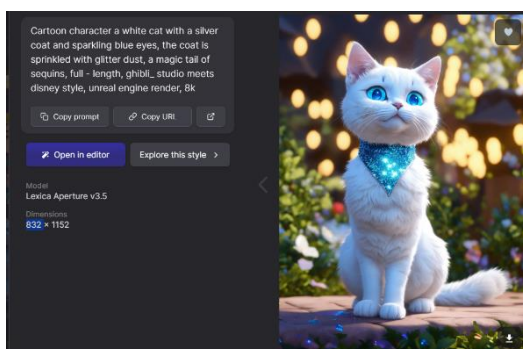 Cartoon character a white cat with a silver
coat and sparkling blue eyes, the coat is
sprinkled with glitter dust, a magic tail of
sequins, full - length, ghibli_ studio meets
disney style, unreal engine render, 8k
Copy prompt
Copy URL
Open in editor
Explore this style
Model
Lexica Aperture v3.5
Dimensions
832 × 1152